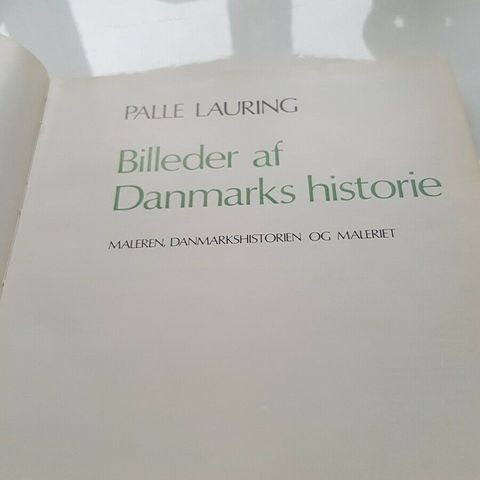 PALLE LAURING
Billeder af
Danmarks historie
MALEREN, DANMARKSHISTORIEN OG MALERIET